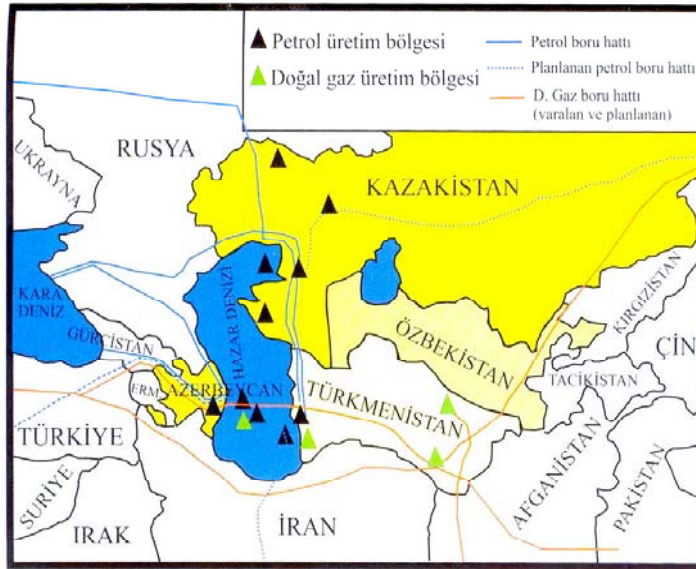 Petrol üretim bölgesi
Doğal gaz üretim bölgesi
Petrol boru hattı
Planlanan petrol boru hattı
D. Gaz boru hattı
(varalan ve planlanan)
UKRAYNA
RUSYA
KAZAKİSTAN
KARA
DENİZ
HAZAR DENİZİ
GÜRCİSTAN
ÖZBEKİSTAN
KIRGIZİSTAN
ÇİN
TACİKİSTAN
ERM.
AZERBEYCAN
TÜRKMENİSTAN
TÜRKİYE
SURİYE
IRAK
İRAN
AFGANİSTAN
PAKİSTAN